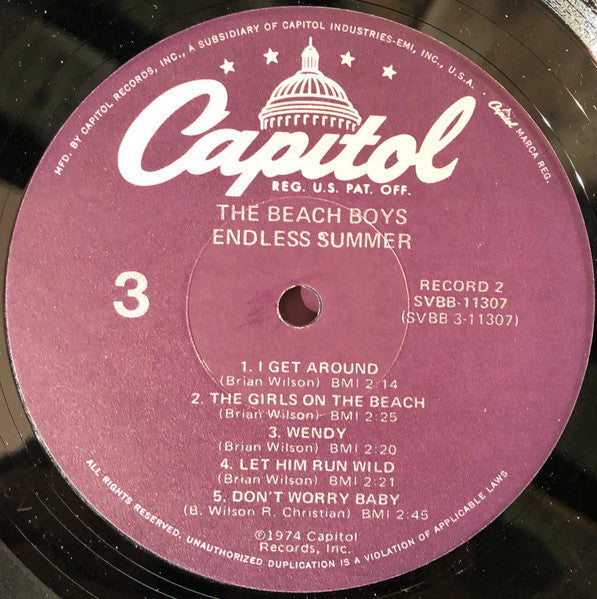 MFD. BY CAPITOL RECORDS, INC., A SUBSIDIARY OF CAPITOL INDUSTRIES-EMI, INC., U.S.A. Capitol MARCA REG.
Capitol
REG. U.S. PAT. OFF.
THE BEACH BOYS
ENDLESS SUMMER
3
RECORD 2
SVBB-11307
(SVBB 3-11307)
1. I GET AROUND
(Brian Wilson) BMI 2:14
2. THE GIRLS ON THE BEACH
(Brian Wilson) BMI 2:25
3. WENDY
(Brian Wilson) BMI 2:20
4. LET HIM RUN WILD
(Brian Wilson) BMI 2:21
5. DON'T WORRY BABY
(B. Wilson R. Christian) BMI 2:45
©1974 Capitol
Records, Inc.
ALL RIGHTS RESERVED. UNAUTHORIZED DUPLICATION IS A VIOLATION OF APPLICABLE LAWS